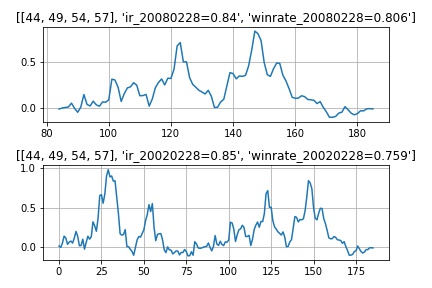 [[44, 49, 54, 57], 'ir_20080228=0.84', 'winrate_20080228=0.806']
0.5
0.0
80 100 120 140 160 180
[[44, 49, 54, 57], 'ir_20020228=0.85', 'winrate_20020228=0.759']
1.0
0.5
0.0
0 25 50 75 100 125 150 175